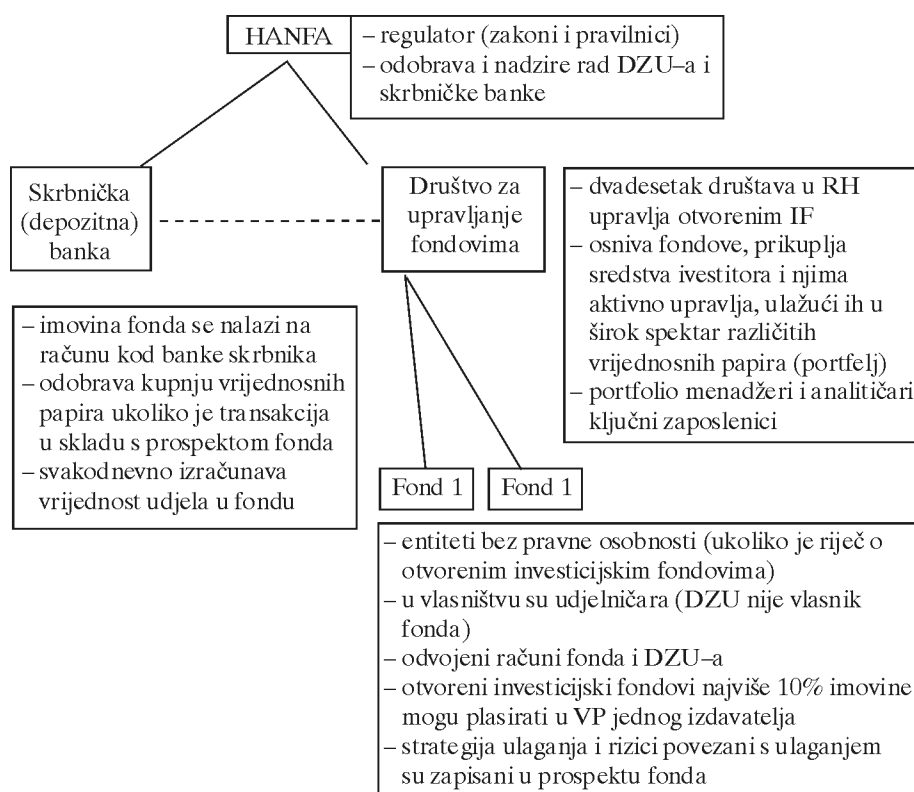 HANFA
– regulator (zakoni i pravilnici)
– odobrava i nadzire rad DZU–a i
skrbničke banke
Skrbnička
(depozitna)
banka
Društvo za
upravljanje
fondovima
– dvadesetak društava u RH
upravlja otvorenim IF
– osniva fondove, prikuplja
sredstva ivestitora i njima
aktivno upravlja, ulažući ih u
širok spektar različitih
vrijednosnih papira (portfelj)
– portfolio menadžeri i analitičari
ključni zaposlenici
– imovina fonda se nalazi na
računu kod banke skrbnika
– odobrava kupnju vrijednosnih
papira ukoliko je transakcija
u skladu s prospektom fonda
– svakodnevno izračunava
vrijednost udjela u fondu
Fond 1
Fond 1
– entiteti bez pravne osobnosti (ukoliko je riječ o
otvorenim investicijskim fondovima)
– u vlasništvu su udjelničara (DZU nije vlasnik
fonda)
– odvojeni računi fonda i DZU–a
– otvoreni investicijski fondovi najviše 10% imovine
mogu plasirati u VP jednog izdavatelja
– strategija ulaganja i rizici povezani s ulaganjem
su zapisani u prospektu fonda